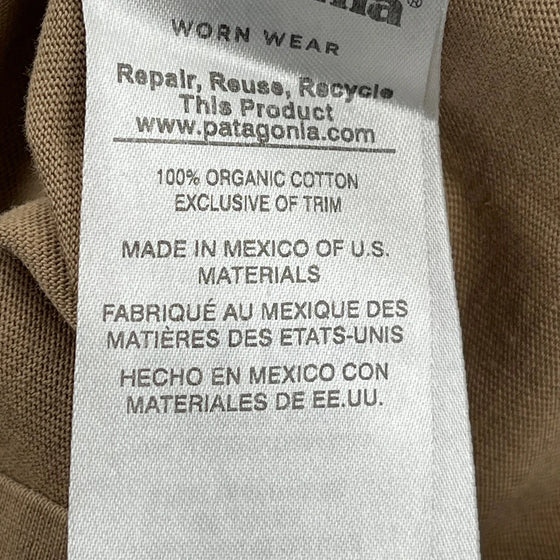 ®
WORN WEAR
Repair, Reuse, Recycle
This Product
www.patagonia.com
100% ORGANIC COTTON
EXCLUSIVE OF TRIM
MADE IN MEXICO OF U.S.
MATERIALS
FABRIQUÉ AU MEXIQUE DES
MATIÈRES DES ETATS-UNIS
HECHO EN MEXICO CON
MATERIALES DE EE.UU.